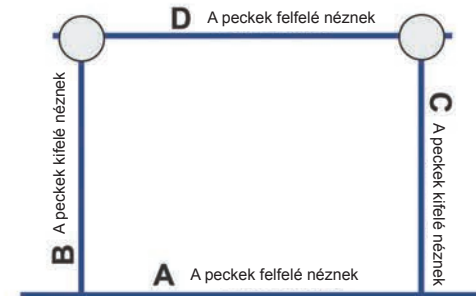 D A peckek felfelé néznek
B A peckek kifelé néznek
C A peckek kifelé néznek
A A peckek felfelé néznek